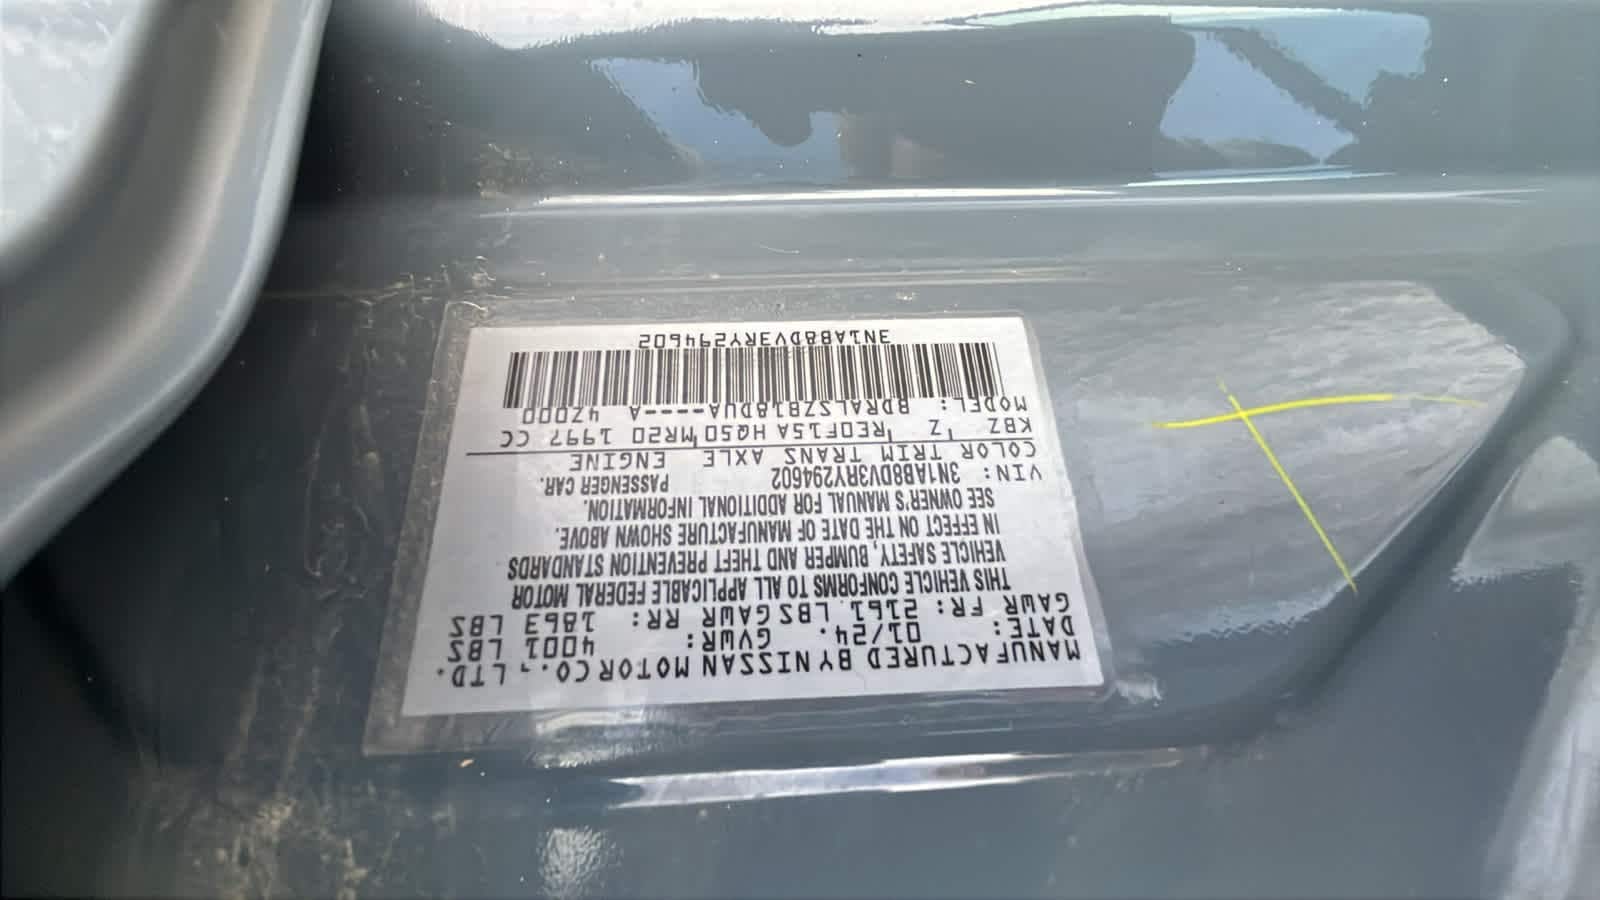 MANUFACTURED BY NISSAN MOTOR CO., LTD.
DATE: 01/24. GVWR: 4001 LBS
GAWR FR: 2161 LBS GAWR RR: 1863 LBS
THIS VEHICLE CONFORMS TO ALL APPLICABLE FEDERAL MOTOR
VEHICLE SAFETY, BUMPER AND THEFT PREVENTION STANDARDS
IN EFFECT ON THE DATE OF MANUFACTURE SHOWN ABOVE.
SEE OWNER'S MANUAL FOR ADDITIONAL INFORMATION.
VIN: 3N1AB8DV3RY294602 PASSENGER CAR.
COLOR TRIM TRANS AXLE ENGINE
KBZ 'Z 'RE0F15A HQ50'MR20 1997 CC
MODEL: BDRALSZB18DUA----A 4Z000
3N1AB8DV3RY294602